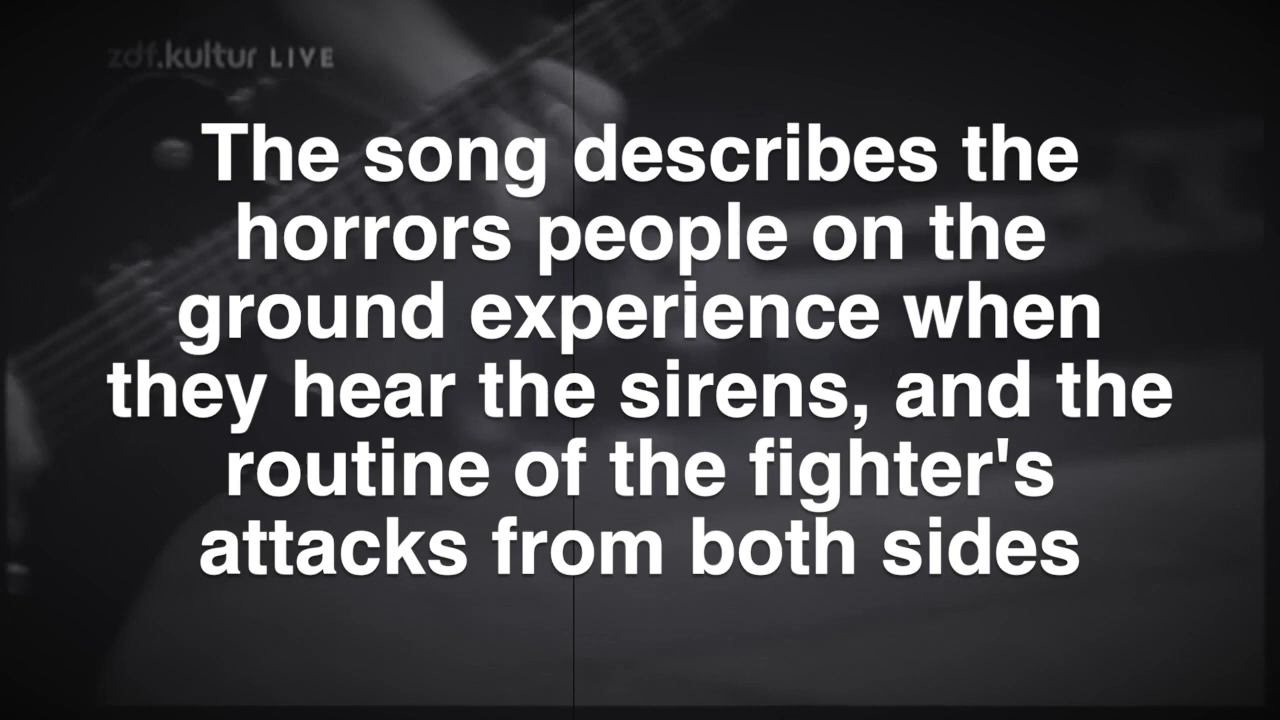 zdf.kultur LIVE
The song describes the
horrors people on the
ground experience when
they hear the sirens, and the
routine of the fighter's
attacks from both sides